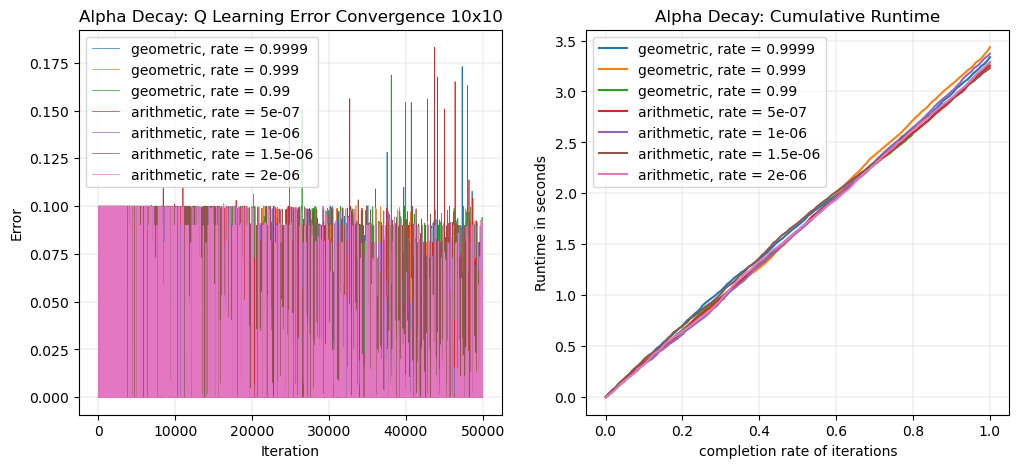 Alpha Decay: Q Learning Error Convergence 10x10
geometric, rate = 0.9999
geometric, rate = 0.999
geometric, rate = 0.99
arithmetic, rate = 5e-07
arithmetic, rate = 1e-06
arithmetic, rate = 1.5e-06
arithmetic, rate = 2e-06
0.175
0.150
0.125
0.100
0.075
0.050
0.025
0.000
Error
0 10000 20000 30000 40000 50000
Iteration
Alpha Decay: Cumulative Runtime
geometric, rate = 0.9999
geometric, rate = 0.999
geometric, rate = 0.99
arithmetic, rate = 5e-07
arithmetic, rate = 1e-06
arithmetic, rate = 1.5e-06
arithmetic, rate = 2e-06
3.5
3.0
2.5
2.0
1.5
1.0
0.5
0.0
Runtime in seconds
0.0 0.2 0.4 0.6 0.8 1.0
completion rate of iterations